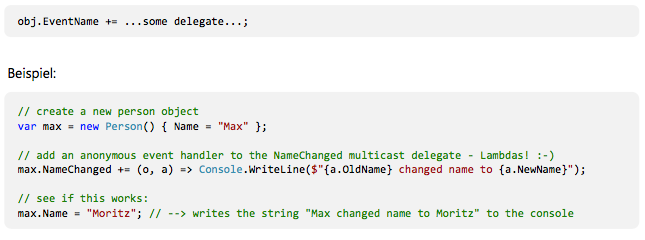 obj.EventName += ...some delegate...;
Beispiel:
// create a new person object
var max = new Person() { Name = "Max" };
// add an anonymous event handler to the NameChanged multicast delegate - Lambdas! :-)
max.NameChanged += (o, a) => Console.WriteLine($"{a.OldName} changed name to {a.NewName}");
// see if this works:
max.Name = "Moritz"; // --> writes the string "Max changed name to Moritz" to the console